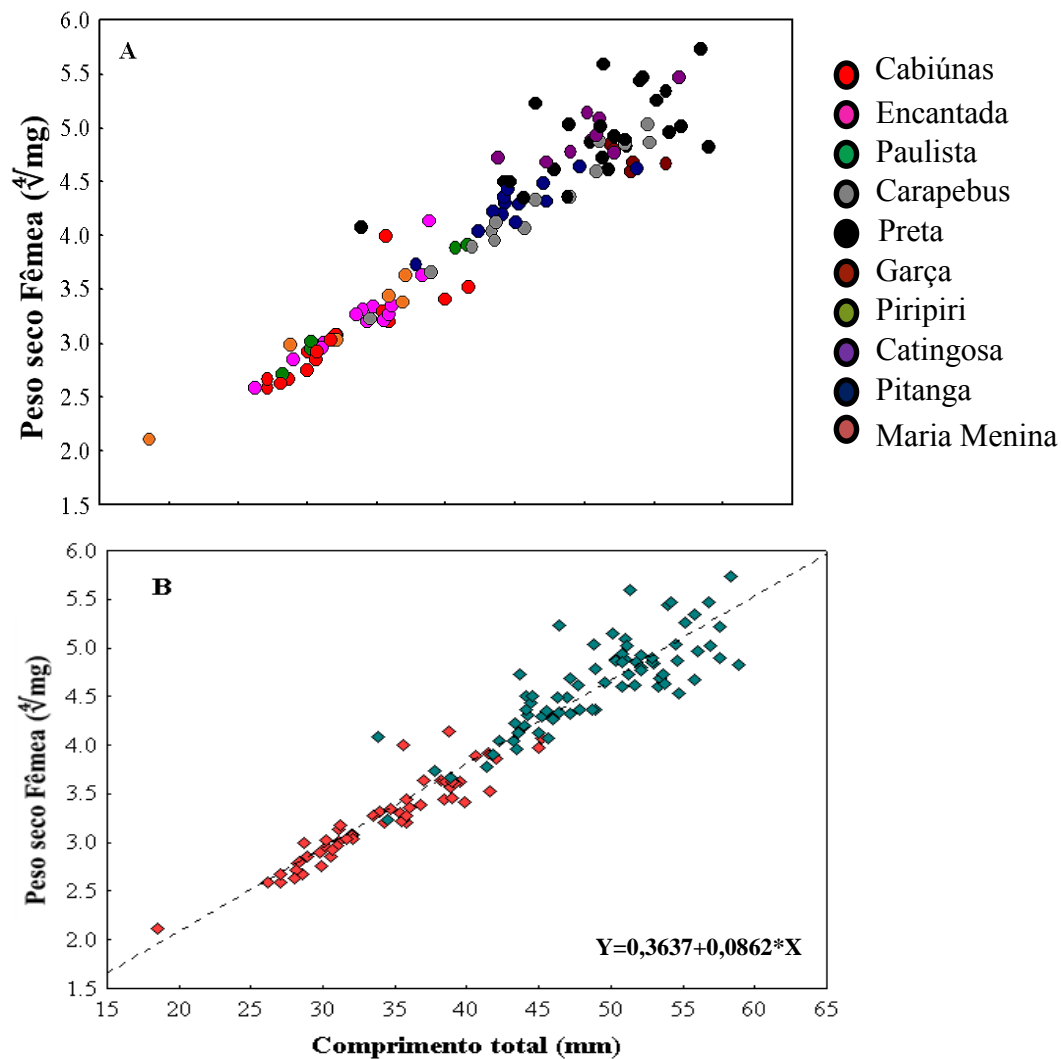 6.0
A
5.5
5.0
4.5
4.0
3.5
3.0
2.5
2.0
1.5
Peso seco Fêmea (∜/mg)
Cabiúnas
Encantada
Paulista
Carapebus
Preta
Garça
Piripiri
Catingosa
Pitanga
Maria Menina
6.0
B
5.5
5.0
4.5
4.0
3.5
3.0
2.5
2.0
1.5
Peso seco Fêmea (∜/mg)
Y=0,3637+0,0862*X
15 20 25 30 35 40 45 50 55 60 65
Comprimento total (mm)